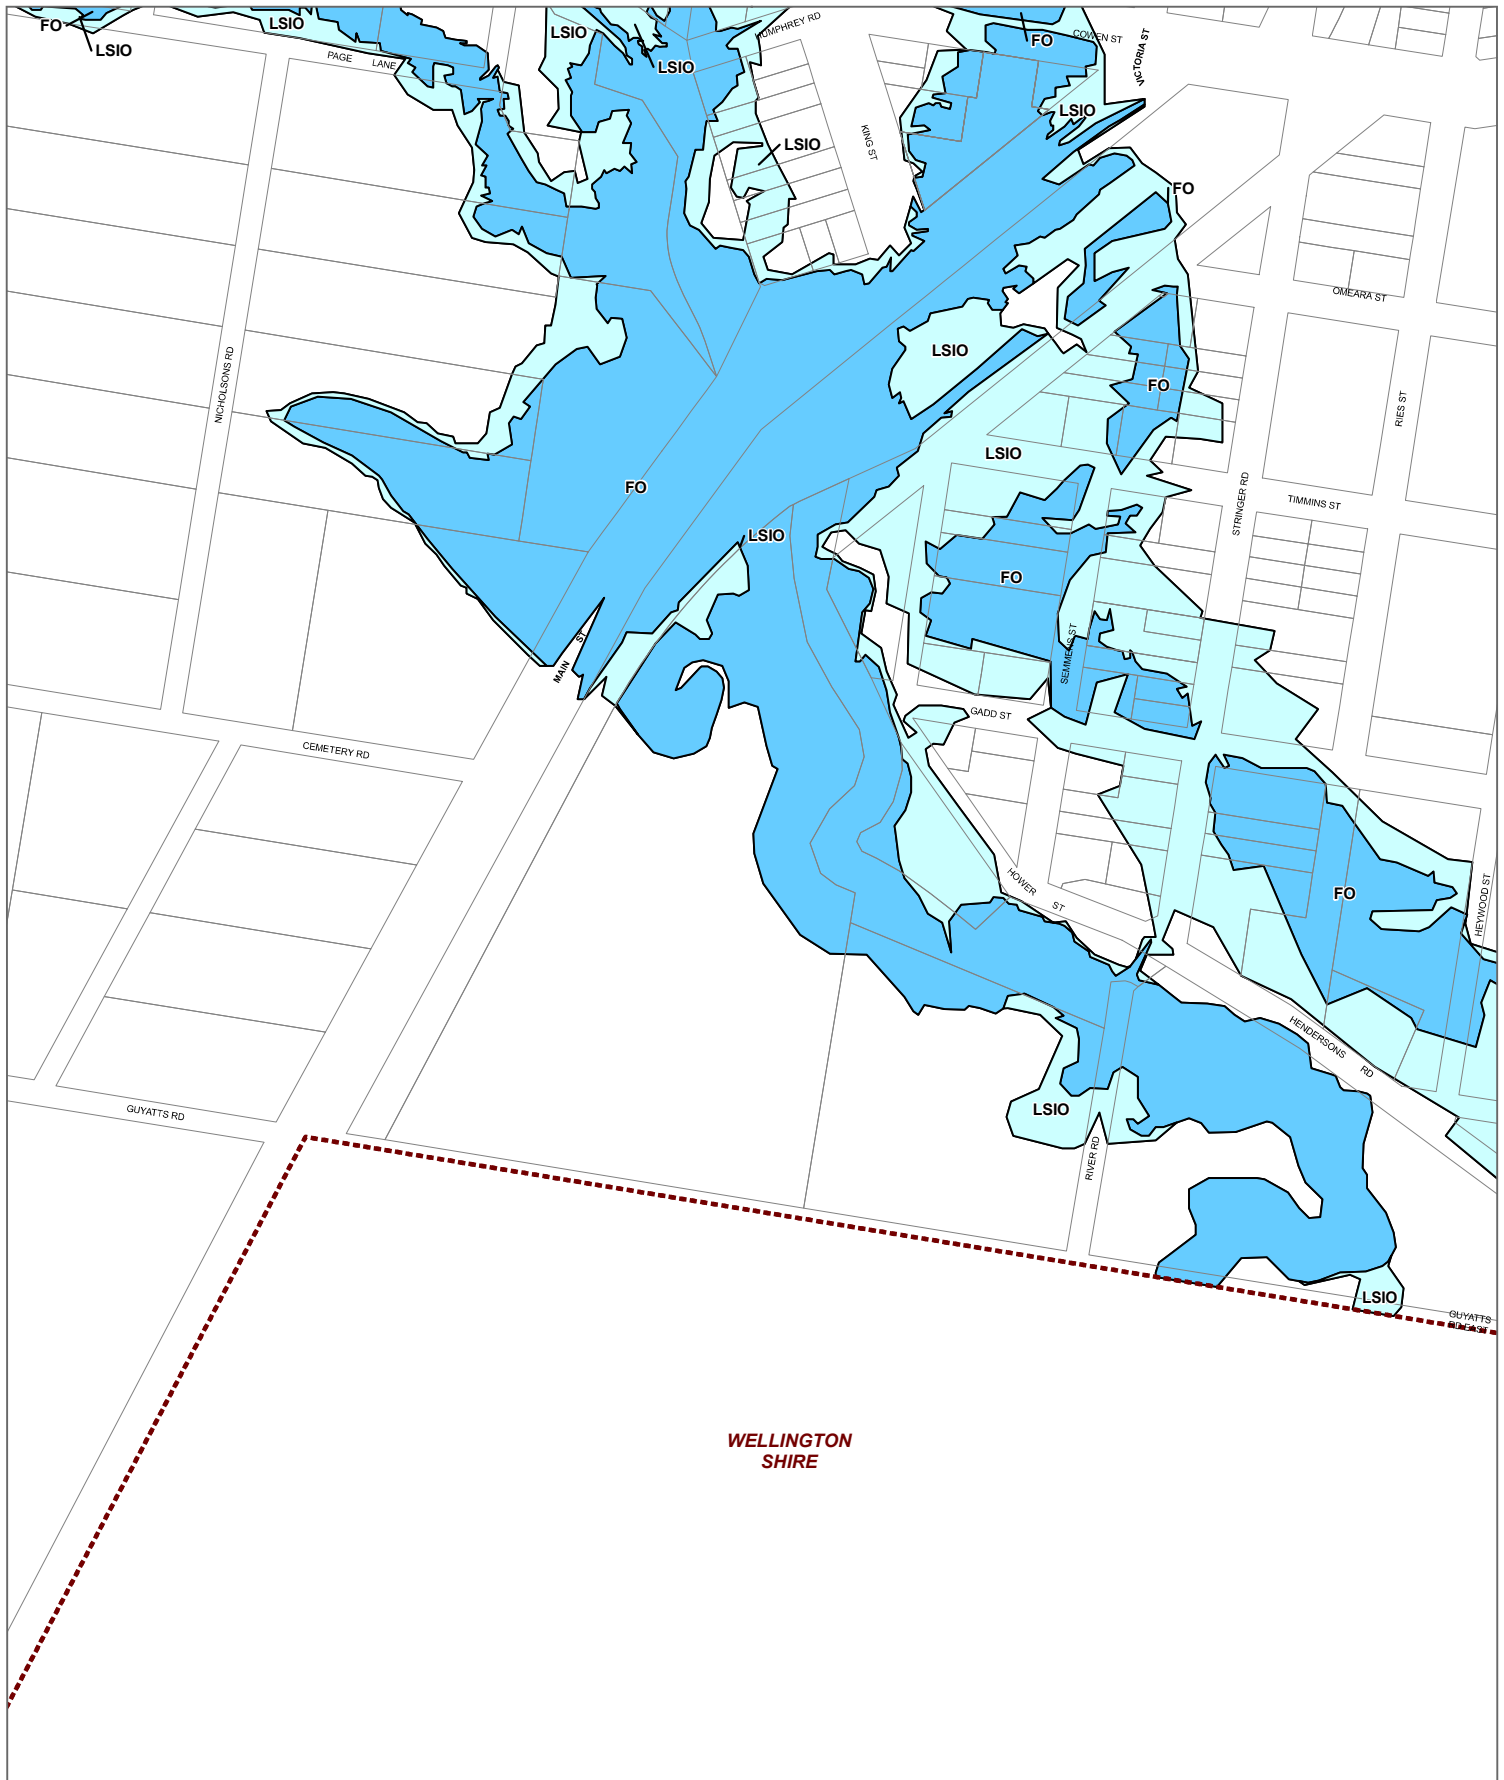 FO
LSIO
LSIO
LSIO
LSIO
HUMPHREY RD
FO
COWEN ST
VICTORIA ST
PAGE LANE
LSIO
LSIO
KING ST
FO
OMEARA ST
LSIO
NICHOLSONS RD
FO
RIES ST
LSIO
FO
STRINGER RD
TIMMINS ST
LSIO
FO
MAIN ST
SEMMENS ST
GADD ST
CEMETERY RD
HOWER ST
FO
HEYWOOD ST
HENDERSONS RD
GUYATTS RD
LSIO
RIVER RD
LSIO
GUYATTS
RD EAST
WELLINGTON
SHIRE